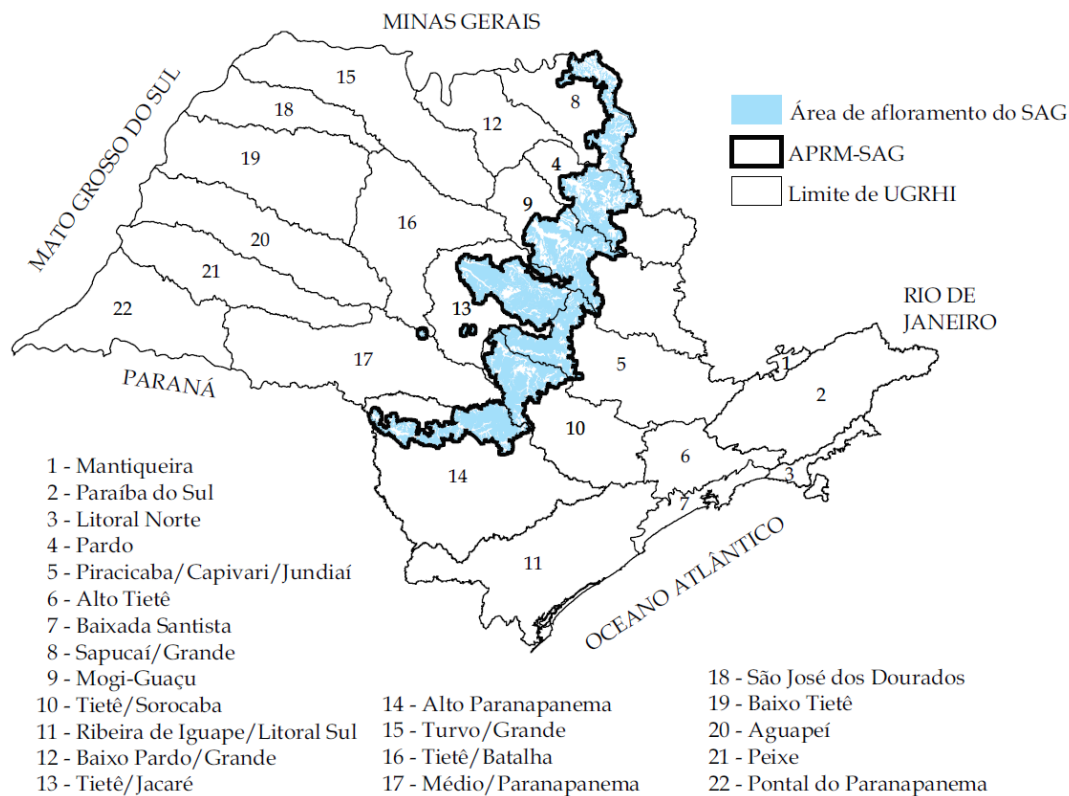 MINAS GERAIS
MATO GROSSO DO SUL
15
18
8
12
19
4
9
16
20
21
22
13
17
5
1
2
10
6
14
3
7
11
PARANÁ
RIO DE
JANEIRO
OCEANO ATLÂNTICO
Área de afloramento do SAG
APRM-SAG
Limite de UGRHI
1 - Mantiqueira
2 - Paraíba do Sul
3 - Litoral Norte
4 - Pardo
5 - Piracicaba/Capivari/Jundiaí
6 - Alto Tietê
7 - Baixada Santista
8 - Sapucaí/Grande
9 - Mogi-Guaçu
10 - Tietê/Sorocaba
11 - Ribeira de Iguape/Litoral Sul
12 - Baixo Pardo/Grande
13 - Tietê/Jacaré
14 - Alto Paranapanema
15 - Turvo/Grande
16 - Tietê/Batalha
17 - Médio/Paranapanema
18 - São José dos Dourados
19 - Baixo Tietê
20 - Aguapeí
21 - Peixe
22 - Pontal do Paranapanema